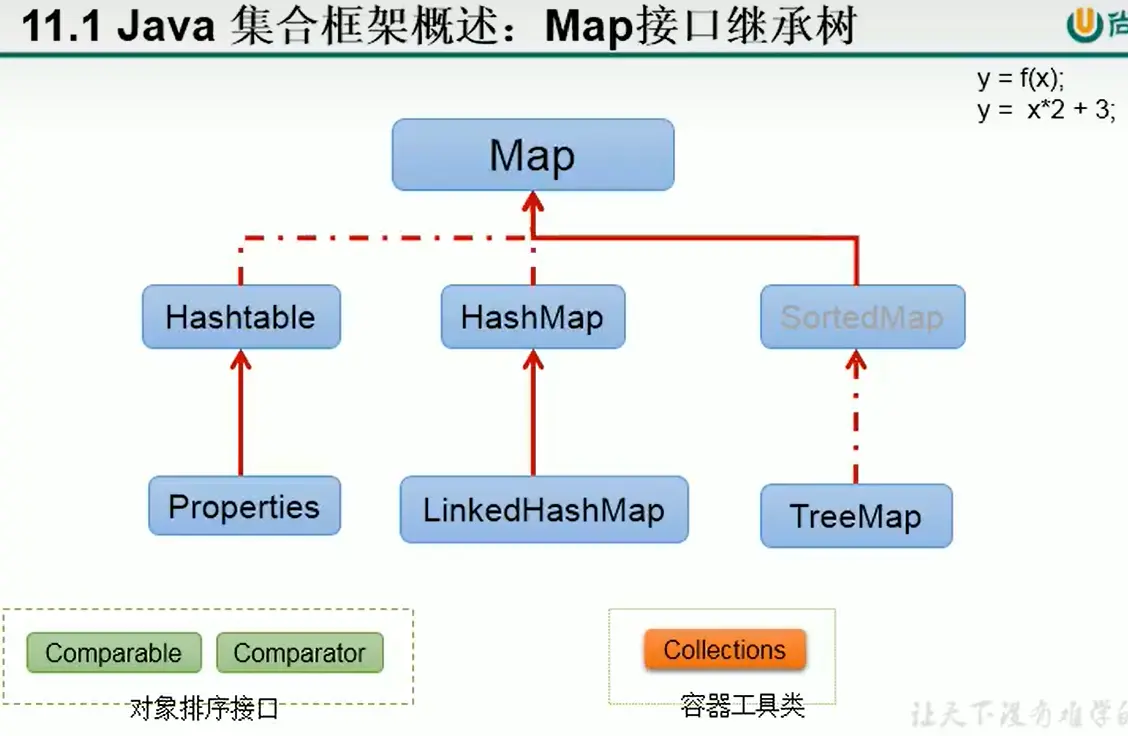 11.1 Java 集合框架概述：Map接口继承树
尚
y = f(x);
y = x*2 + 3;
Map
Hashtable
HashMap
SortedMap
Properties
LinkedHashMap
TreeMap
Comparable
Comparator
对象排序接口
Collections
容器工具类
让天下没有难学的